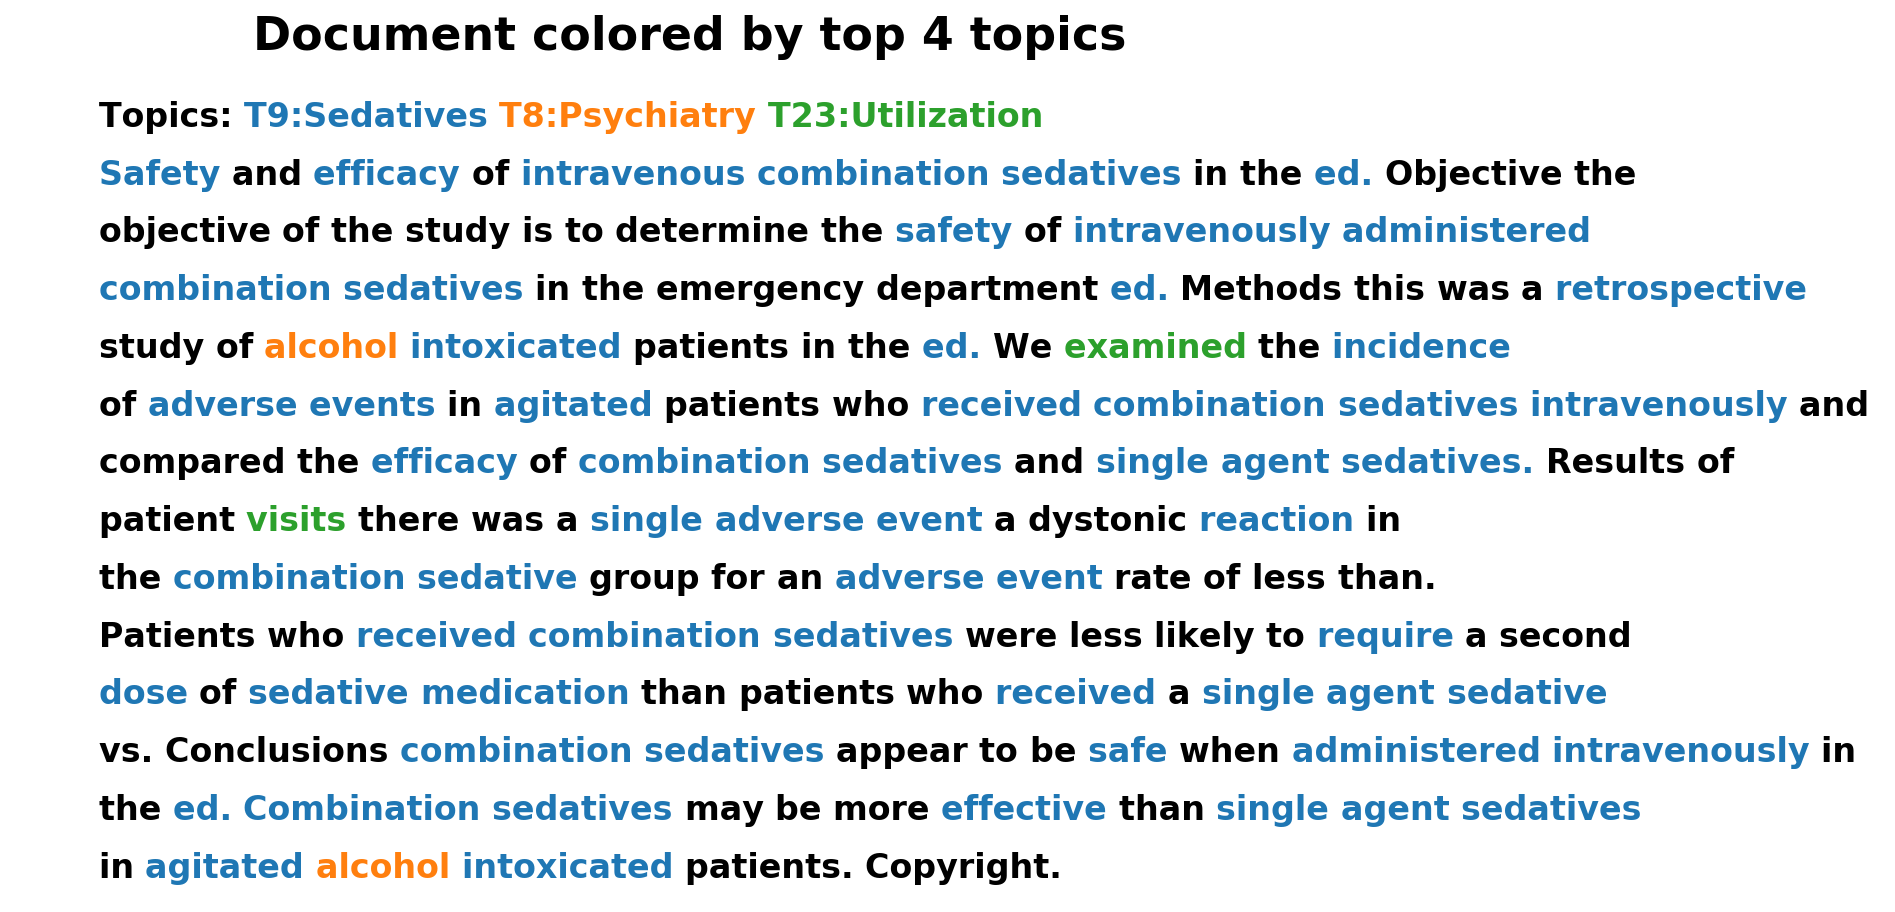 Document colored by top 4 topics
Topics: T9:Sedatives T8:Psychiatry T23:Utilization
Safety and efficacy of intravenous combination sedatives in the ed. Objective the
objective of the study is to determine the safety of intravenously administered
combination sedatives in the emergency department ed. Methods this was a retrospective
study of alcohol intoxicated patients in the ed. We examined the incidence
of adverse events in agitated patients who received combination sedatives intravenously and
compared the efficacy of combination sedatives and single agent sedatives. Results of
patient visits there was a single adverse event a dystonic reaction in
the combination sedative group for an adverse event rate of less than.
Patients who received combination sedatives were less likely to require a second
dose of sedative medication than patients who received a single agent sedative
vs. Conclusions combination sedatives appear to be safe when administered intravenously in
the ed. Combination sedatives may be more effective than single agent sedatives
in agitated alcohol intoxicated patients. Copyright.